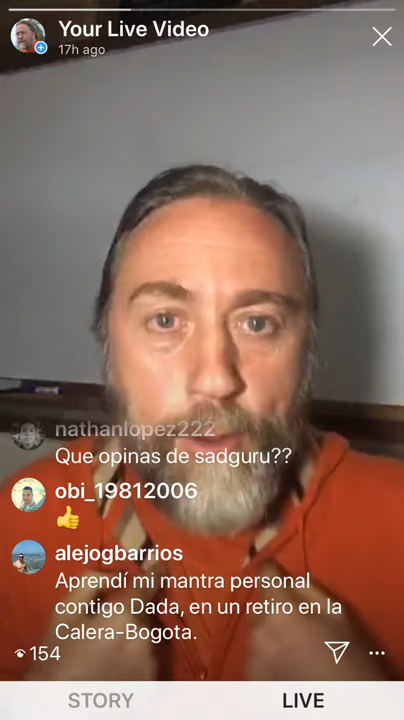 Your Live Video
17h ago
nathanlopez222
Que opinas de sadguru??
obi_19812006
👍
alejogbarrios
Aprendí mi mantra personal
contigo Dada, en un retiro en la
Calera-Bogota.
154
STORY
LIVE